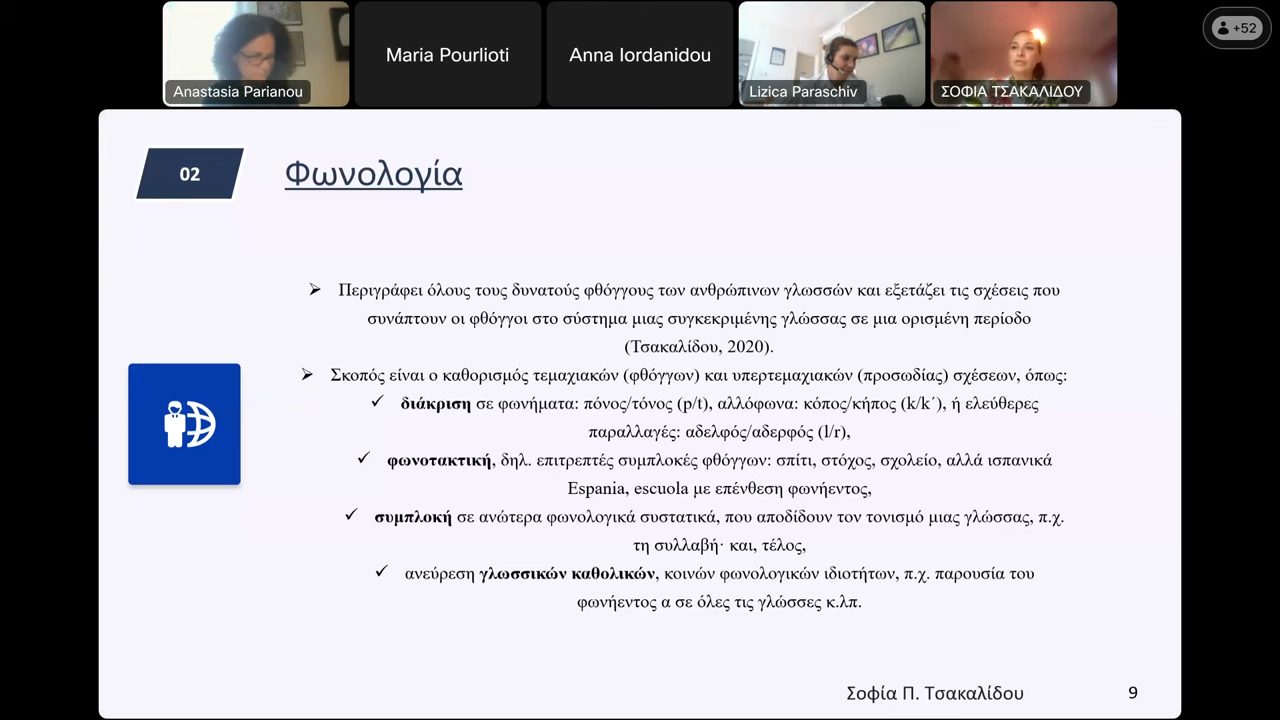 Maria Pourlioti
Anna Iordanidou
+52
Anastasia Parianou
Lizica Paraschiv
ΣΟΦΙΑ ΤΣΑΚΑΛΙΔΟΥ
02
Φωνολογία
➢ Περιγράφει όλους τους δυνατούς φθόγγους των ανθρώπινων γλωσσών και εξετάζει τις σχέσεις που
συνάπτουν οι φθόγγοι στο σύστημα μιας συγκεκριμένης γλώσσας σε μια ορισμένη περίοδο
(Τσακαλίδου, 2020).
➢ Σκοπός είναι ο καθορισμός τεμαχιακών (φθόγγων) και υπερτεμαχιακών (προσωδίας) σχέσεων, όπως:
✓ διάκριση σε φωνήματα: πόνος/τόνος (p/t), αλλόφωνα: κόπος/κήπος (k/k΄), ή ελεύθερες
παραλλαγές: αδελφός/αδερφός (l/r),
✓ φωνοτακτική, δηλ. επιτρεπτές συμπλοκές φθόγγων: σπίτι, στόχος, σχολείο, αλλά ισπανικά
Espania, escuola με επένθεση φωνήεντος,
✓ συμπλοκή σε ανώτερα φωνολογικά συστατικά, που αποδίδουν τον τονισμό μιας γλώσσας, π.χ.
τη συλλαβή· και, τέλος,
✓ ανεύρεση γλωσσικών καθολικών, κοινών φωνολογικών ιδιοτήτων, π.χ. παρουσία του
φωνήεντος α σε όλες τις γλώσσες κ.λπ.
Σοφία Π. Τσακαλίδου
9